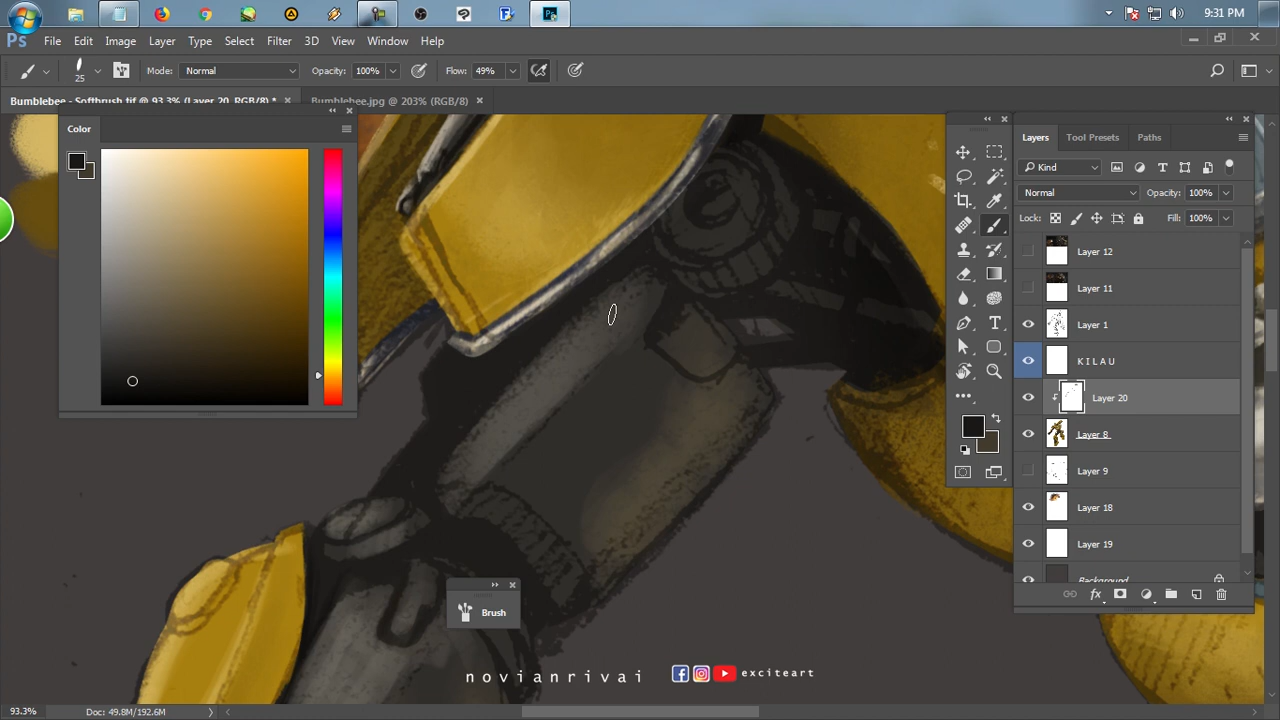 9:31 PM
Ps File Edit Image Layer Type Select Filter 3D View Window Help
25 Mode: Normal Opacity: 100% Flow: 49%
Bumblebee - Softbrush.tif @ 93.3% (Layer 20, RGB/8) * Bumblebee.jpg @ 203% (RGB/8)
Color
Layers Tool Presets Paths
Kind
Normal Opacity: 100%
Lock: Fill: 100%
Layer 12
Layer 11
Layer 1
K I L A U
Layer 20
Layer 8
Layer 9
Layer 18
Layer 19
Background
fx
Brush
novianrivai exciteart
93.3% Doc: 49.8M/192.6M